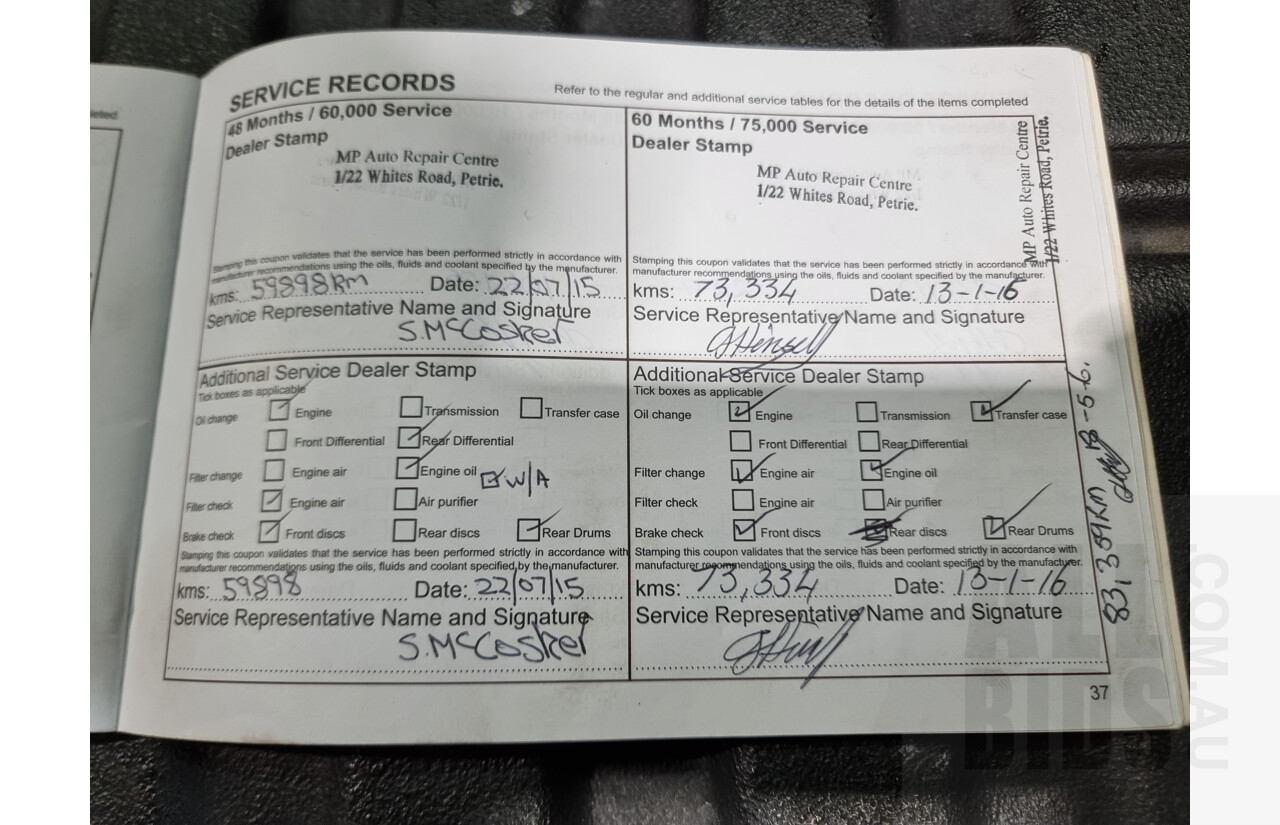 SERVICE RECORDS
Refer to the regular and additional service tables for the details of the items completed
48 Months / 60,000 Service
Dealer Stamp
MP Auto Repair Centre
1/22 Whites Road, Petrie.
Stamping this coupon validates that the service has been performed strictly in accordance with
manufacturer recommendations using the oils, fluids and coolant specified by the manufacturer.
kms: 59898km Date: 22/07/15
Service Representative Name and Signature
S.McCosker
Additional Service Dealer Stamp
Tick boxes as applicable
Oil change Engine Transmission Transfer case
Front Differential Rear Differential
Filter change Engine air Engine oil W/A
Filter check Engine air Air purifier
Brake check Front discs Rear discs Rear Drums
Stamping this coupon validates that the service has been performed strictly in accordance with
manufacturer recommendations using the oils, fluids and coolant specified by the manufacturer.
kms: 59898 Date: 22/07/15
Service Representative Name and Signature
S.McCosker
60 Months / 75,000 Service
Dealer Stamp
MP Auto Repair Centre
1/22 Whites Road, Petrie.
Stamping this coupon validates that the service has been performed strictly in accordance with
manufacturer recommendations using the oils, fluids and coolant specified by the manufacturer.
kms: 73,334 Date: 13-1-16
Service Representative Name and Signature
Additional Service Dealer Stamp
Tick boxes as applicable
Oil change Engine Transmission Transfer case
Front Differential Rear Differential
Filter change Engine air Engine oil
Filter check Engine air Air purifier
Brake check Front discs Rear discs Rear Drums
Stamping this coupon validates that the service has been performed strictly in accordance with
manufacturer recommendations using the oils, fluids and coolant specified by the manufacturer.
kms: 73,334 Date: 13-1-16
Service Representative Name and Signature
MP Auto Repair Centre
1/22 Whites Road, Petrie.
83,359km
37
ALL
BIDS
.COM.AU